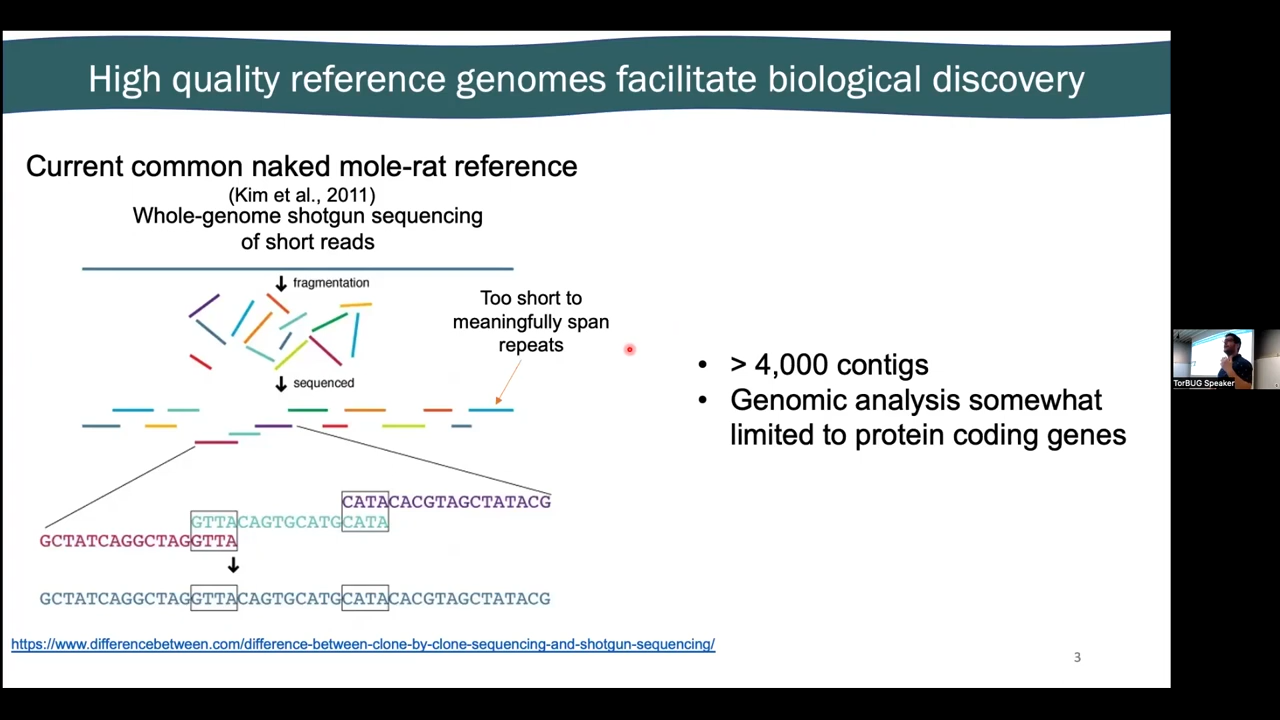 High quality reference genomes facilitate biological discovery
Current common naked mole-rat reference
(Kim et al., 2011)
Whole-genome shotgun sequencing
of short reads
fragmentation
Too short to
meaningfully span
repeats
sequenced
• > 4,000 contigs
• Genomic analysis somewhat
limited to protein coding genes
CATACACGTAGCTATACG
GTTACAGTGCATGCATA
GCTATCAGGCTAGGTTA
GCTATCAGGCTAGGTTACAGTGCATGCATACACGTAGCTATACG
https://www.differencebetween.com/difference-between-clone-by-clone-sequencing-and-shotgun-sequencing/
3
TorBUG Speaker